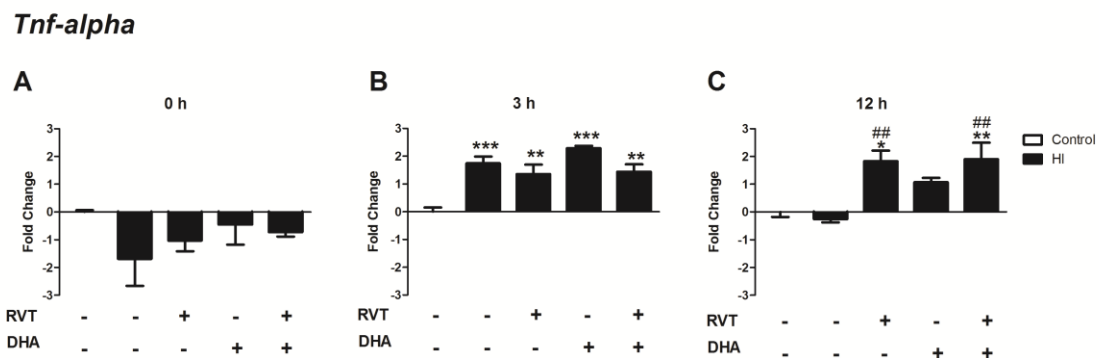 Tnf-alpha
A
0 h
Fold Change
3
2
1
0
-1
-2
-3
RVT - - + - +
DHA - - - + +
B
3 h
Fold Change
3
2
1
0
-1
-2
-3
*** ** *** **
RVT - - + - +
DHA - - - + +
C
12 h
Fold Change
3
2
1
0
-1
-2
-3
## ##
* **
RVT - - + - +
DHA - - - + +
Control
HI